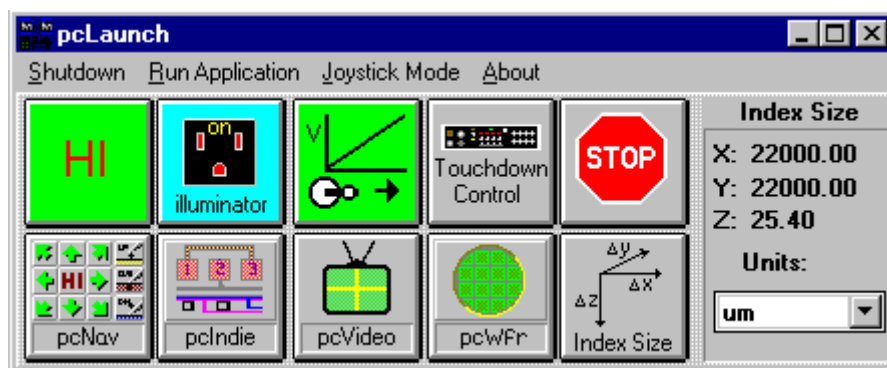 pcLaunch
Shutdown Run Application Joystick Mode About
HI
on
illuminator
V
Touchdown
Control
STOP
Index Size
X: 22000.00
Y: 22000.00
Z: 25.40
Units:
um
HI
pcNav
1 2 3
pcIndie
pcVideo
pcWfr
Δy
Δx
Δz
Index Size